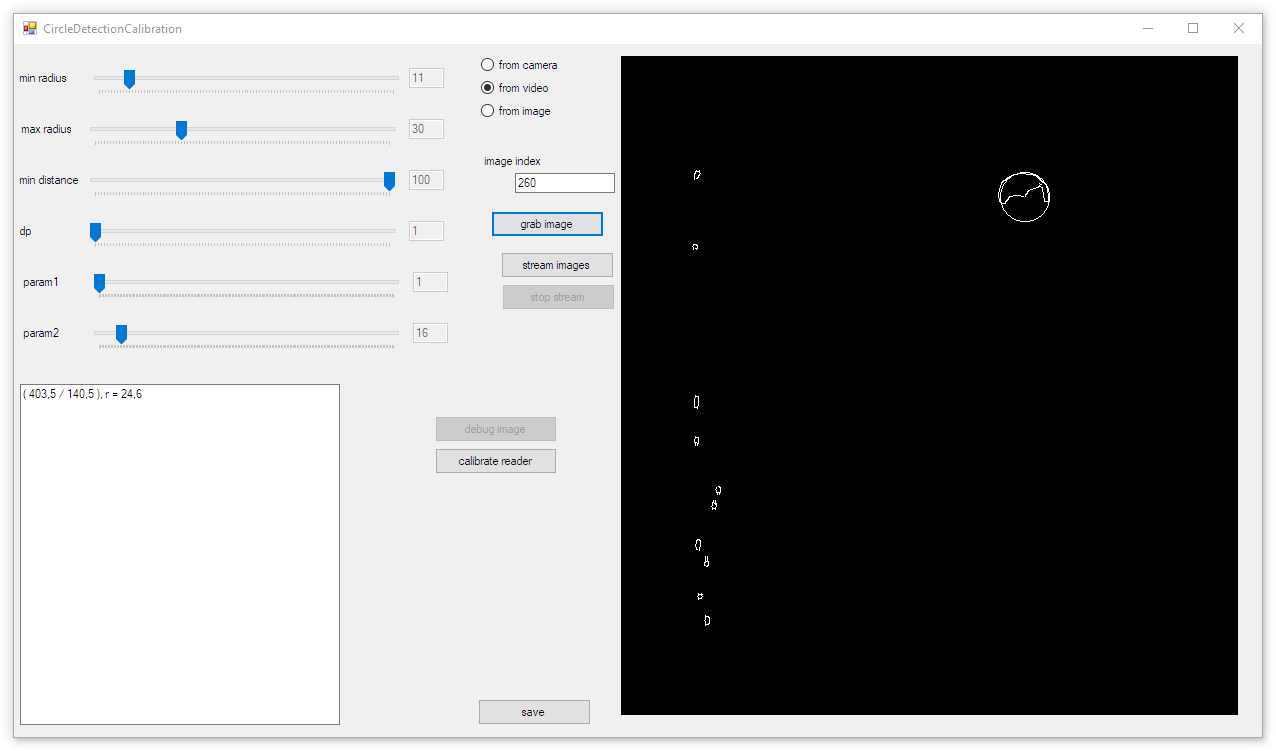 CircleDetectionCalibration
min radius 11
max radius 30
min distance 100
dp 1
param1 1
param2 16
from camera
from video
from image
image index
260
grab image
stream images
stop stream
( 403,5 / 140,5 ), r = 24,6
debug image
calibrate reader
save